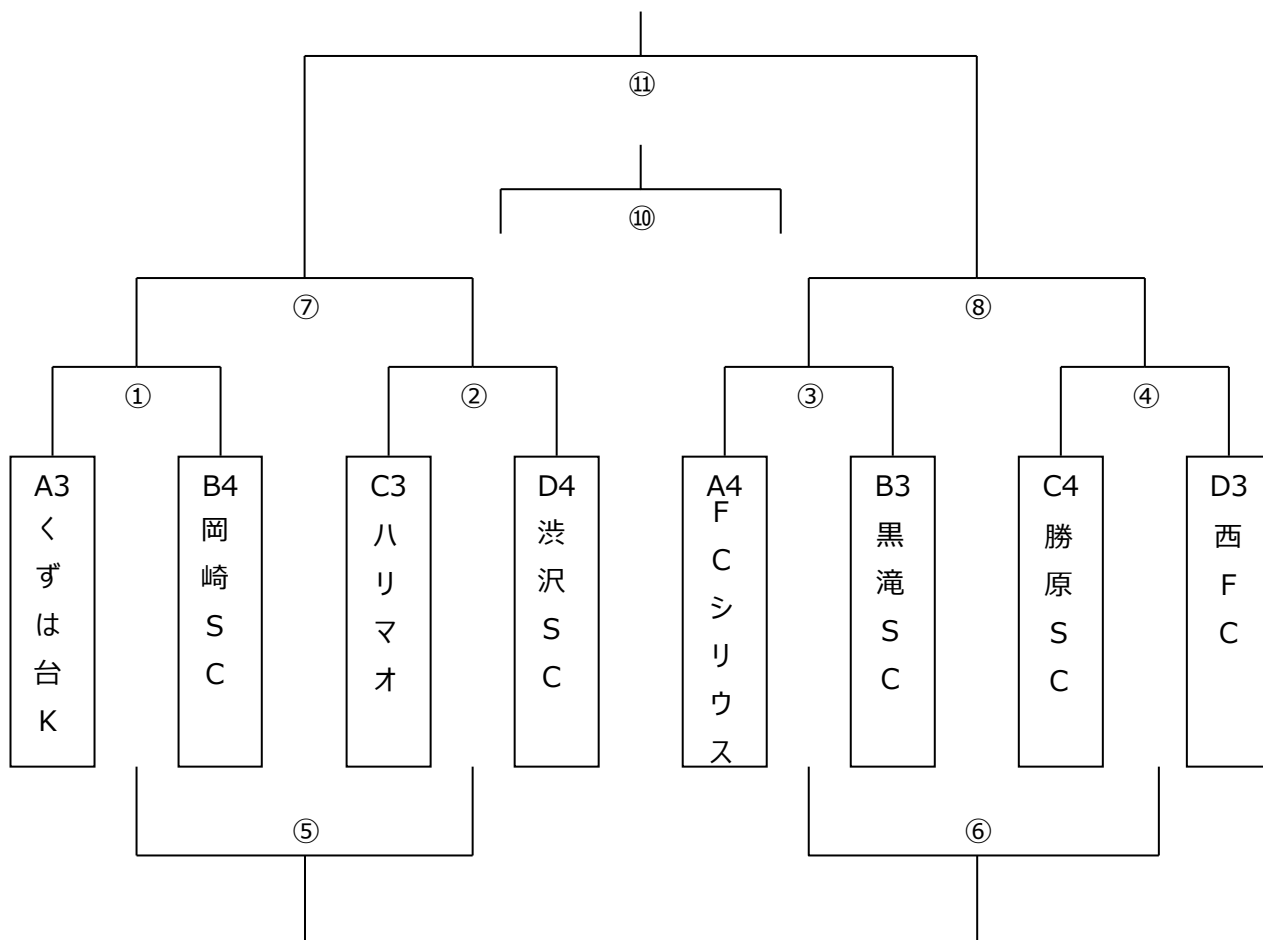 ⑪
⑩
⑦
⑧
①
②
③
④
A3
くずは台K
B4
岡崎SC
C3
ハリマオ
D4
渋沢SC
A4
FCシリウス
B3
黒滝SC
C4
勝原SC
D3
西FC
⑤
⑥